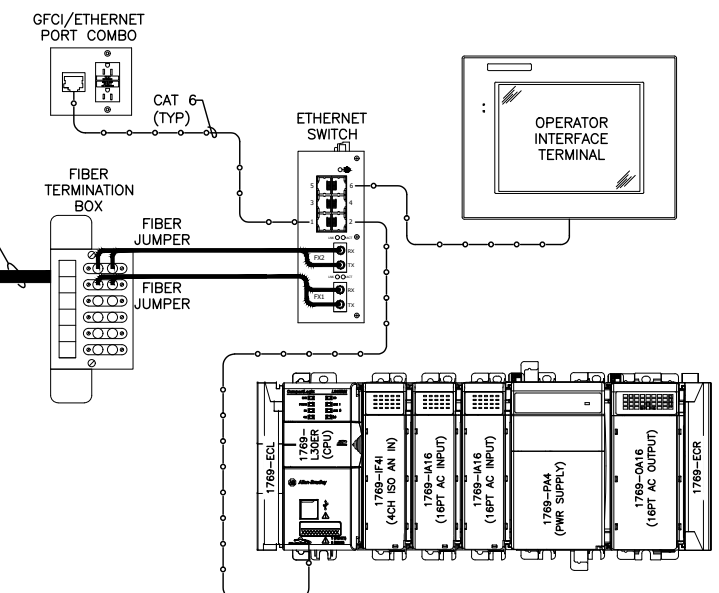 GFCI/ETHERNET
PORT COMBO
CAT 6
(TYP)
ETHERNET
SWITCH
OPERATOR
INTERFACE
TERMINAL
FIBER
TERMINATION
BOX
FIBER
JUMPER
FIBER
JUMPER
5
6
3
4
1
2
RX
FX2
TX
RX
FX1
TX
1769-ECL
1769-
L30ER
(CPU)
Allen-Bradley
1769-IF4I
(4CH ISO AN IN)
1769-IA16
(16PT AC INPUT)
1769-IA16
(16PT AC INPUT)
1769-PA4
(PWR SUPPLY)
1769-OA16
(16PT AC OUTPUT)
1769-ECR